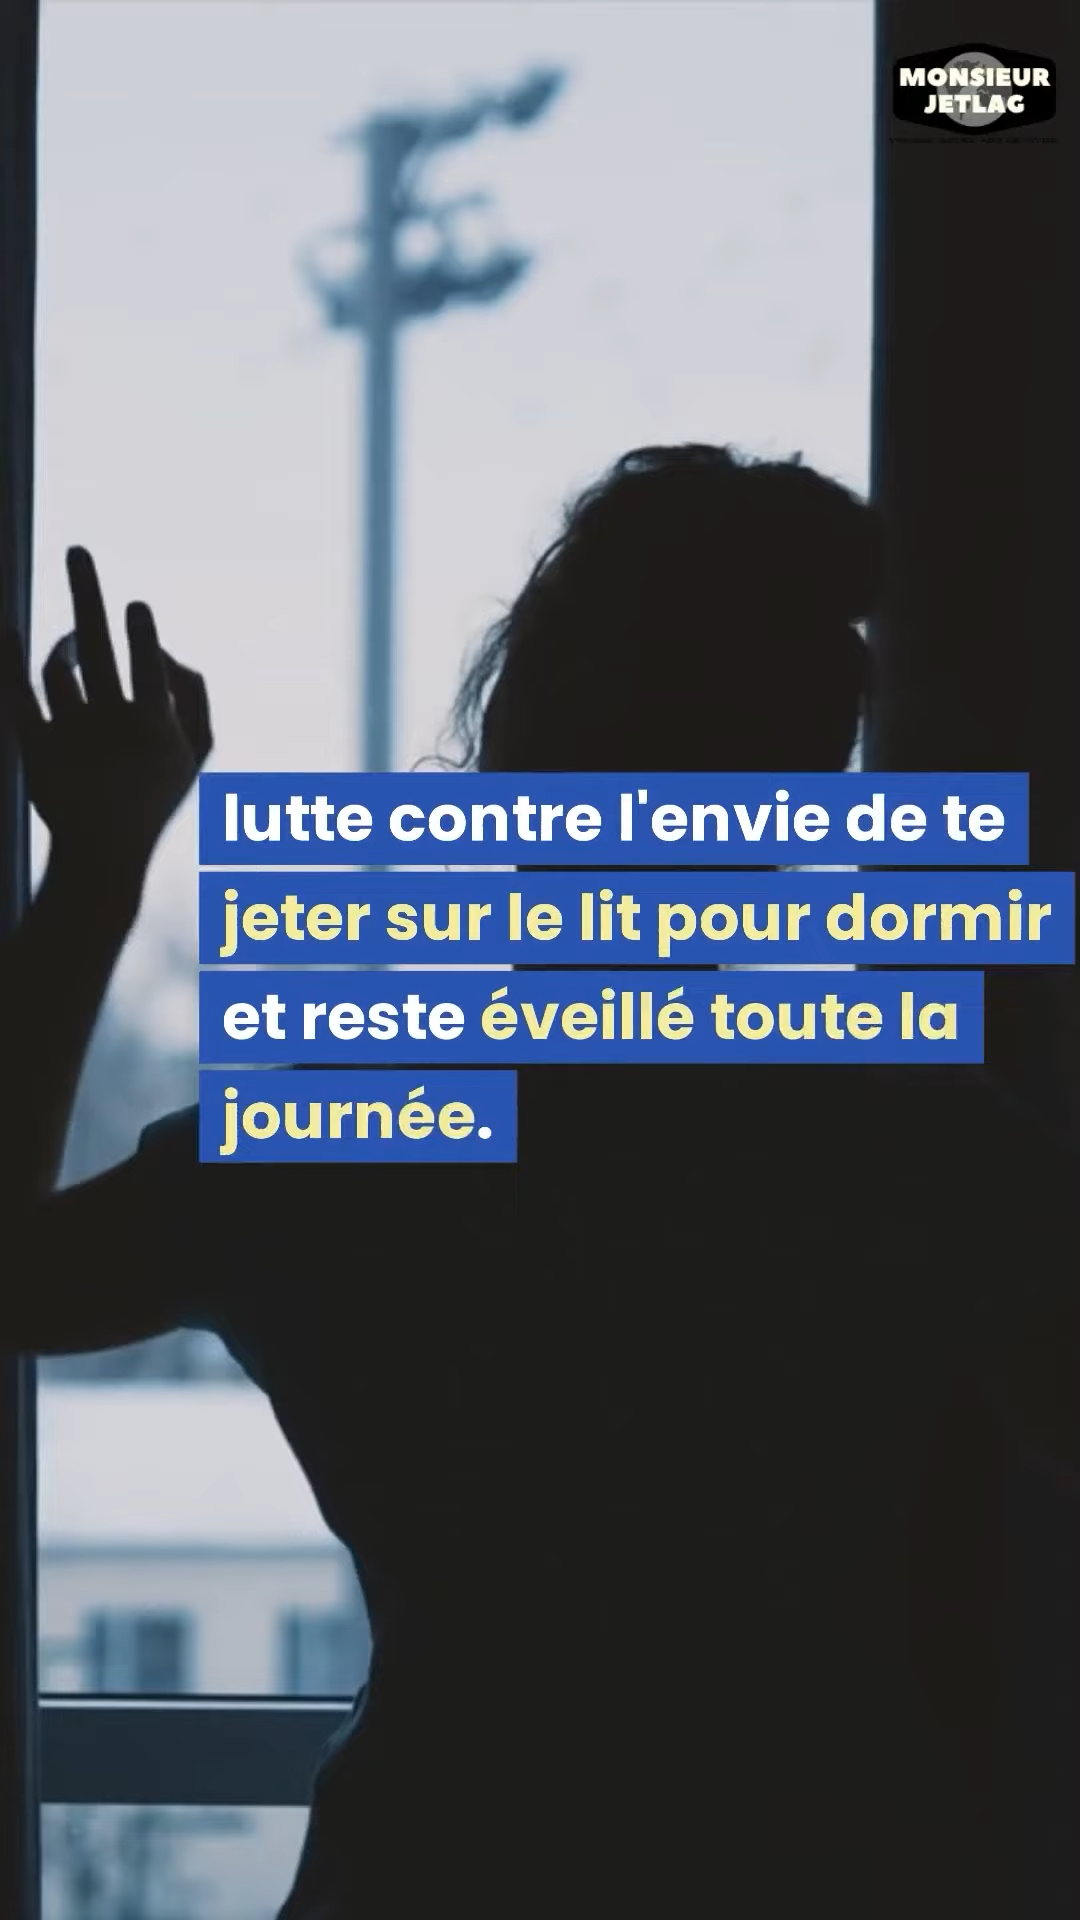 MONSIEUR
JETLAG
lutte contre l'envie de te
jeter sur le lit pour dormir
et reste éveillé toute la
journée.